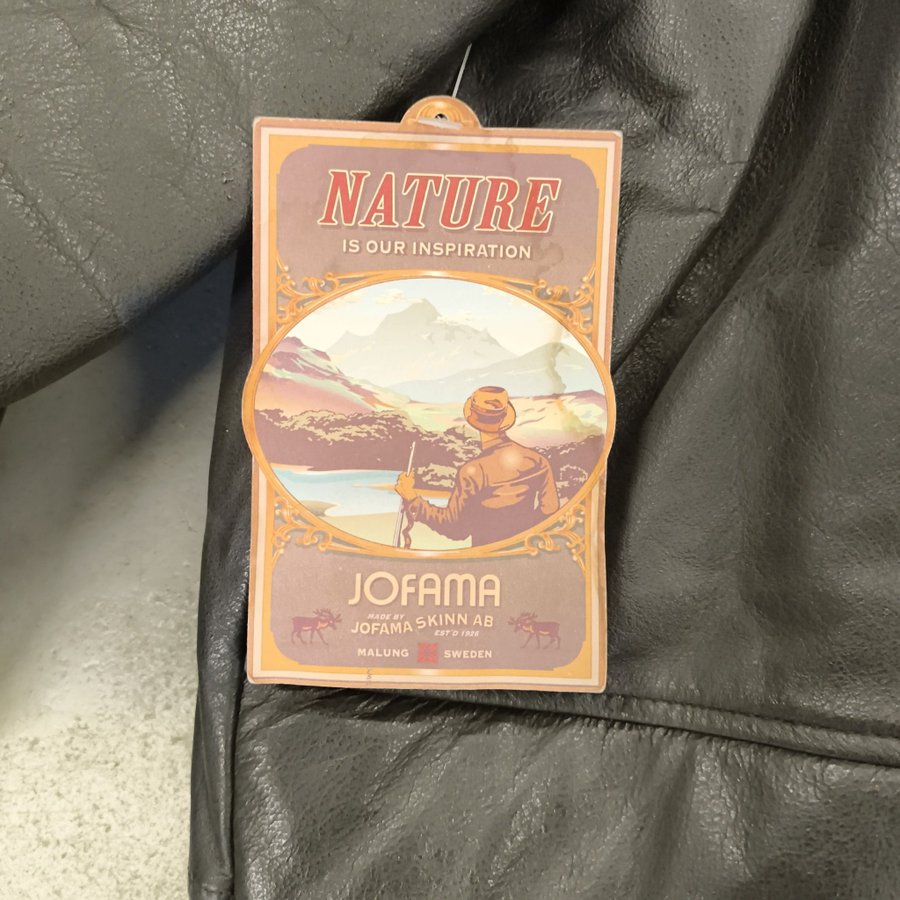 NATURE
IS OUR INSPIRATION
JOFAMA
MADE BY
JOFAMA SKINN AB
EST'D 1926
MALUNG SWEDEN